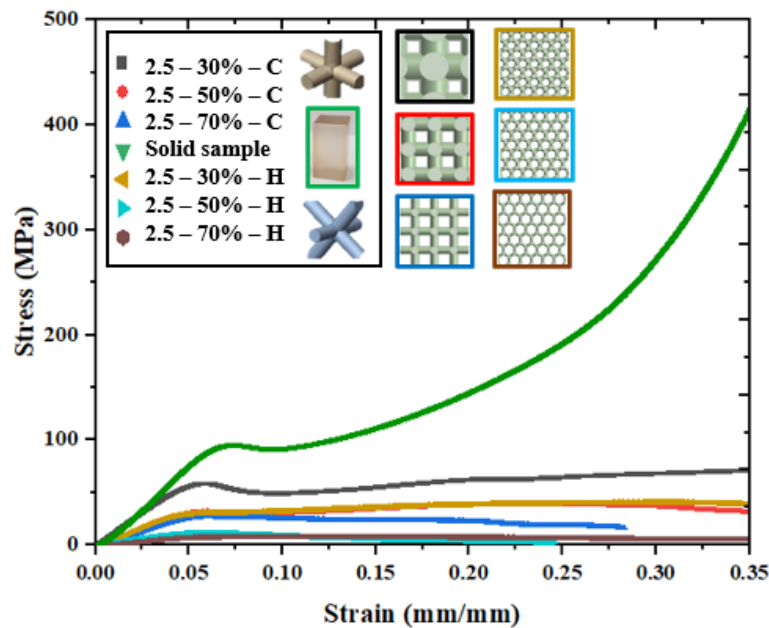 500
400
300
200
100
0
Stress (MPa)
2.5 – 30% – C
2.5 – 50% – C
2.5 – 70% – C
Solid sample
2.5 – 30% – H
2.5 – 50% – H
2.5 – 70% – H
0.00 0.05 0.10 0.15 0.20 0.25 0.30 0.35
Strain (mm/mm)